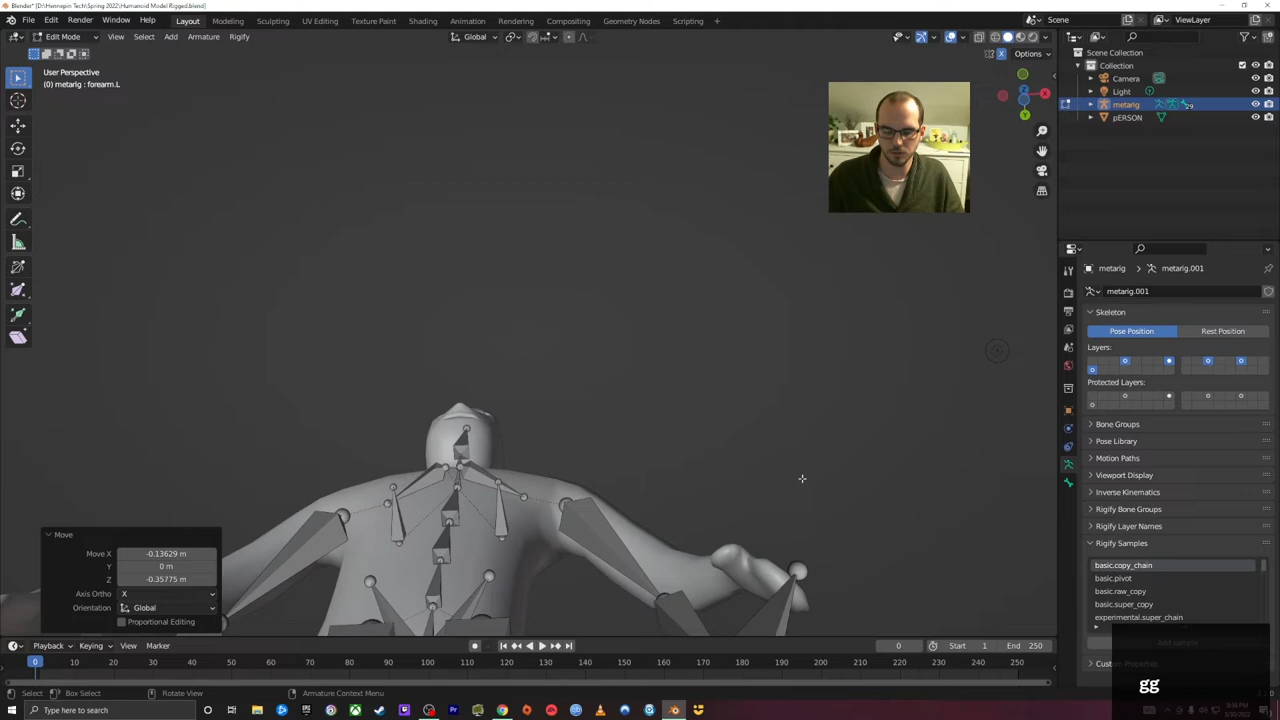 Blender* [C:\Hennepin Tech\Spring 2022\Humanoid Model Rigged.blend]
File Edit Render Window Help Layout Modeling Sculpting UV Editing Texture Paint Shading Animation Rendering Compositing Geometry Nodes Scripting + Scene ViewLayer
Edit Mode View Select Add Armature Rigify Global
X Options
User Perspective
(0) metarig : forearm.L
Scene Collection
Collection
Camera
Light
metarig 29
pERSON
metarig > metarig.001
metarig.001
Skeleton
Pose Position Rest Position
Layers:
Protected Layers:
Bone Groups
Pose Library
Motion Paths
Viewport Display
Inverse Kinematics
Rigify Bone Groups
Rigify Layer Names
Rigify Samples
basic.copy_chain
basic.pivot
basic.raw_copy
basic.super_copy
experimental.super_chain
Add sample
Custom Properties
Move
Move X -0.13629 m
Y 0 m
Z -0.35775 m
Axis Ortho X
Orientation Global
Proportional Editing
Playback Keying View Marker 0 Start 1 End 250
0 10 20 30 40 50 60 70 80 90 100 110 120 130 140 150 160 170 180 190 200 210 220 230 240 250
Select Box Select Rotate View Armature Context Menu
gg
Type here to search